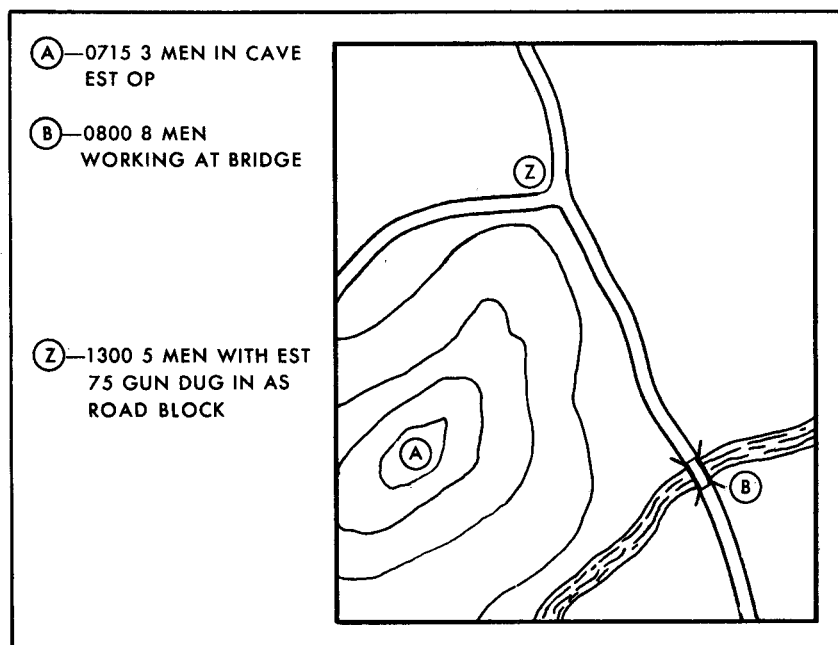 Ⓐ—0715 3 MEN IN CAVE
EST OP
Ⓑ—0800 8 MEN
WORKING AT BRIDGE
Ⓩ—1300 5 MEN WITH EST
75 GUN DUG IN AS
ROAD BLOCK
Z
A
B